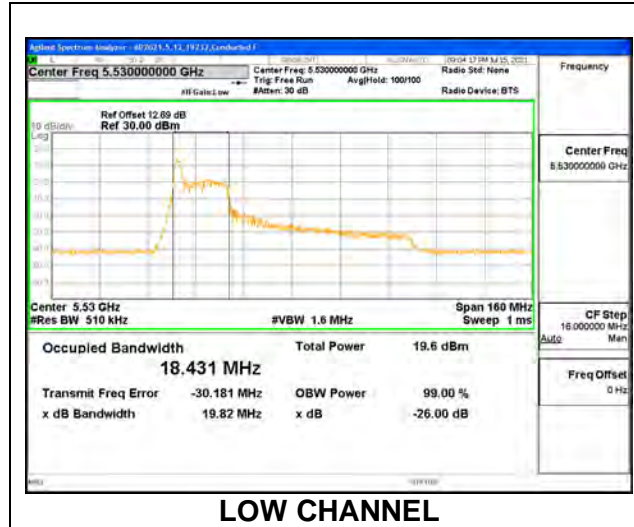 Center Freq 5.530000000 GHz
#IFGain:Low
Center Freq: 5.530000000 GHz
Trig: Free Run Avg|Hold: 100/100
#Atten: 30 dB
Radio Std: None
Radio Device: BTS
Frequency
Ref Offset 12.69 dB
10 dB/div Ref 30.00 dBm
Log
Center Freq
5.530000000 GHz
Center 5.53 GHz Span 160 MHz
#Res BW 510 kHz #VBW 1.6 MHz Sweep 1 ms
CF Step
16.000000 MHz
Auto Man
Occupied Bandwidth Total Power 19.6 dBm
18.431 MHz
Freq Offset
0 Hz
Transmit Freq Error -30.181 MHz OBW Power 99.00 %
x dB Bandwidth 19.82 MHz x dB -26.00 dB
LOW CHANNEL